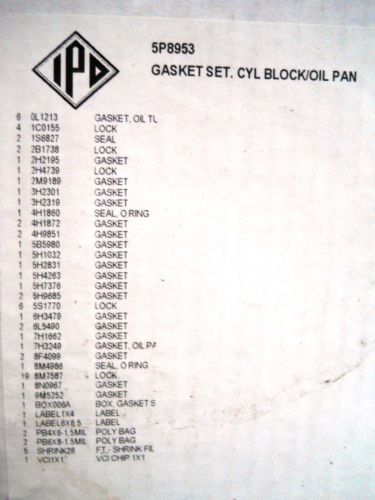 IPD
5P8953
GASKET SET. CYL BLOCK/OIL PAN
6 0L1213 GASKET, OIL TU
4 1C0155 LOCK
2 1S6827 SEAL
2 2B1738 LOCK
1 2H2195 GASKET
1 2H4739 LOCK
1 2M9189 GASKET
1 3H2301 GASKET
1 3H2319 GASKET
1 4H1860 SEAL, O RING
2 4H1872 GASKET
2 4H9851 GASKET
1 5B5980 GASKET
1 5H1032 GASKET
1 5H2831 GASKET
1 5H4263 GASKET
1 5H7376 GASKET
2 5H9685 GASKET
6 5S1770 LOCK
1 6H3479 GASKET
2 6L5490 GASKET
1 7H1662 GASKET
1 7H3249 GASKET, OIL PA
2 8F4099 GASKET
1 8M4986 SEAL, O RING
19 8M7587 LOCK
1 8N0967 GASKET
1 9M5252 GASKET
1 BOX006A BOX, GASKET S
1 LABEL1X4 LABEL
1 LABEL6X6.5 LABEL
2 PB4X6-1.5MIL POLY BAG
2 PB6X8-1.5MIL POLY BAG
5 SHRINK28 FT.- SHRINK FIL
1 VCI1X1 VCI CHIP 1X1